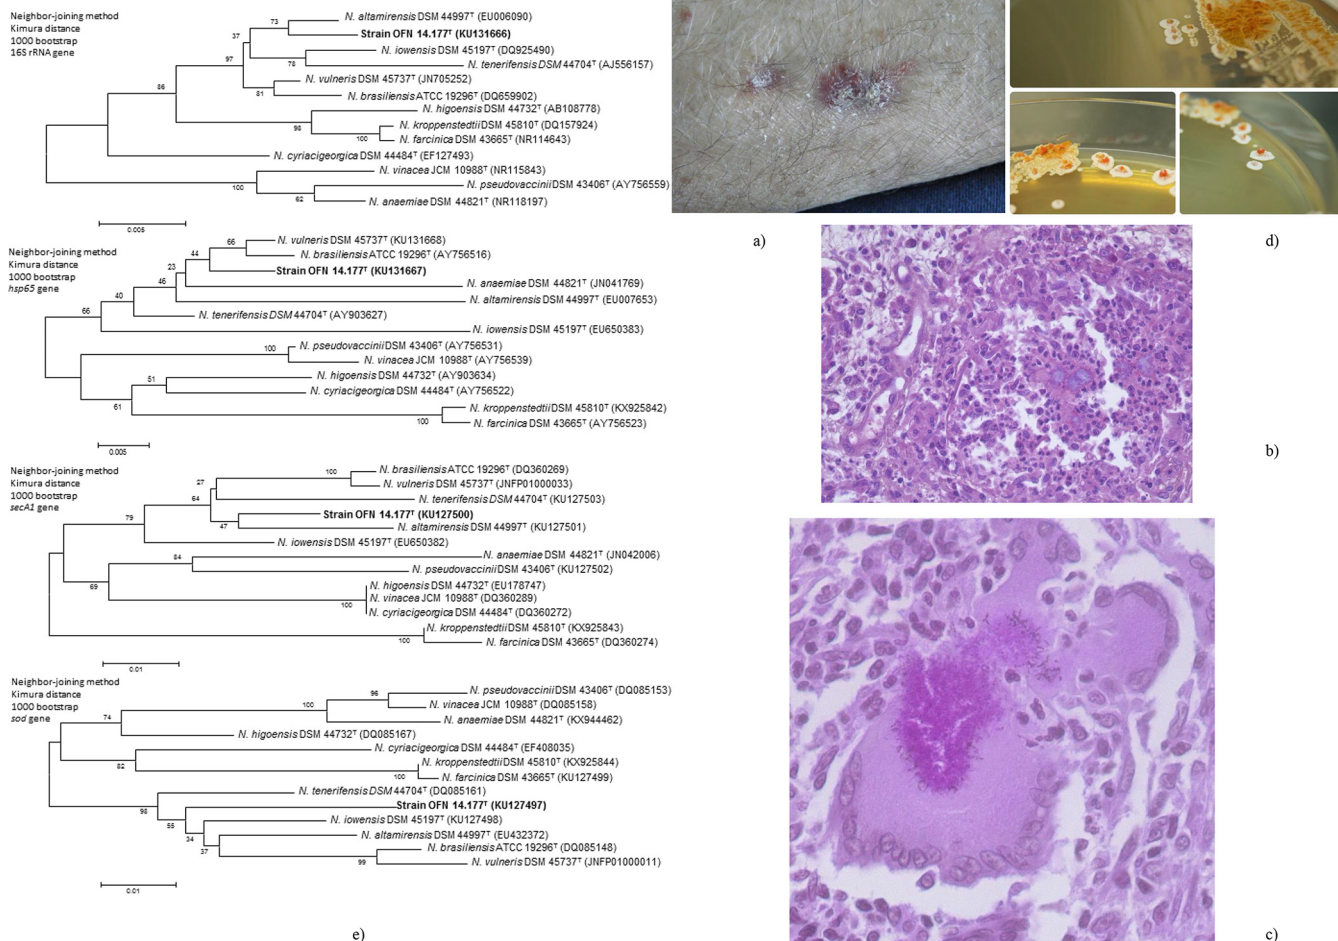 Neighbor-joining method
Kimura distance
1000 bootstrap
16S rRNA gene
73
37
97
78
86
81
98
100
100
62
N. altamirensis DSM 44997ᵀ (EU006090)
Strain OFN 14.177ᵀ (KU131666)
N. iowensis DSM 45197ᵀ (DQ925490)
N. tenerifensis DSM 44704ᵀ (AJ556157)
N. vulneris DSM 45737ᵀ (JN705252)
N. brasiliensis ATCC 19296ᵀ (DQ659902)
N. higoensis DSM 44732ᵀ (AB108778)
N. kroppenstedtii DSM 45810ᵀ (DQ157924)
N. farcinica DSM 43665ᵀ (NR114643)
N. cyriacigeorgica DSM 44484ᵀ (EF127493)
N. vinacea JCM 10988ᵀ (NR115843)
N. pseudovaccinii DSM 43406ᵀ (AY756559)
N. anaemiae DSM 44821ᵀ (NR118197)
0.005
Neighbor-joining method
Kimura distance
1000 bootstrap
hsp65 gene
66
44
23
46
40
66
100
51
61
100
N. vulneris DSM 45737ᵀ (KU131668)
N. brasiliensis ATCC 19296ᵀ (AY756516)
Strain OFN 14.177ᵀ (KU131667)
N. anaemiae DSM 44821ᵀ (JN041769)
N. altamirensis DSM 44997ᵀ (EU007653)
N. tenerifensis DSM 44704ᵀ (AY903627)
N. iowensis DSM 45197ᵀ (EU650383)
N. pseudovaccinii DSM 43406ᵀ (AY756531)
N. vinacea JCM 10988ᵀ (AY756539)
N. higoensis DSM 44732ᵀ (AY903634)
N. cyriacigeorgica DSM 44484ᵀ (AY756522)
N. kroppenstedtii DSM 45810ᵀ (KX925842)
N. farcinica DSM 43665ᵀ (AY756523)
0.005
Neighbor-joining method
Kimura distance
1000 bootstrap
secA1 gene
100
27
64
79
47
84
69
100
100
N. brasiliensis ATCC 19296ᵀ (DQ360269)
N. vulneris DSM 45737ᵀ (JNFP01000033)
N. tenerifensis DSM 44704ᵀ (KU127503)
Strain OFN 14.177ᵀ (KU127500)
N. altamirensis DSM 44997ᵀ (KU127501)
N. iowensis DSM 45197ᵀ (EU650382)
N. anaemiae DSM 44821ᵀ (JN042006)
N. pseudovaccinii DSM 43406ᵀ (KU127502)
N. higoensis DSM 44732ᵀ (EU178747)
N. vinacea JCM 10988ᵀ (DQ360289)
N. cyriacigeorgica DSM 44484ᵀ (DQ360272)
N. kroppenstedtii DSM 45810ᵀ (KX925843)
N. farcinica DSM 43665ᵀ (DQ360274)
0.01
Neighbor-joining method
Kimura distance
1000 bootstrap
sod gene
96
100
74
82
100
98
55
34
37
99
N. pseudovaccinii DSM 43406ᵀ (DQ085153)
N. vinacea JCM 10988ᵀ (DQ085158)
N. anaemiae DSM 44821ᵀ (KX944462)
N. higoensis DSM 44732ᵀ (DQ085167)
N. cyriacigeorgica DSM 44484ᵀ (EF408035)
N. kroppenstedtii DSM 45810ᵀ (KX925844)
N. farcinica DSM 43665ᵀ (KU127499)
N. tenerifensis DSM 44704ᵀ (DQ085161)
Strain OFN 14.177ᵀ (KU127497)
N. iowensis DSM 45197ᵀ (KU127498)
N. altamirensis DSM 44997ᵀ (EU432372)
N. brasiliensis ATCC 19296ᵀ (DQ085148)
N. vulneris DSM 45737ᵀ (JNFP01000011)
0.01
e)
a)
d)
b)
c)